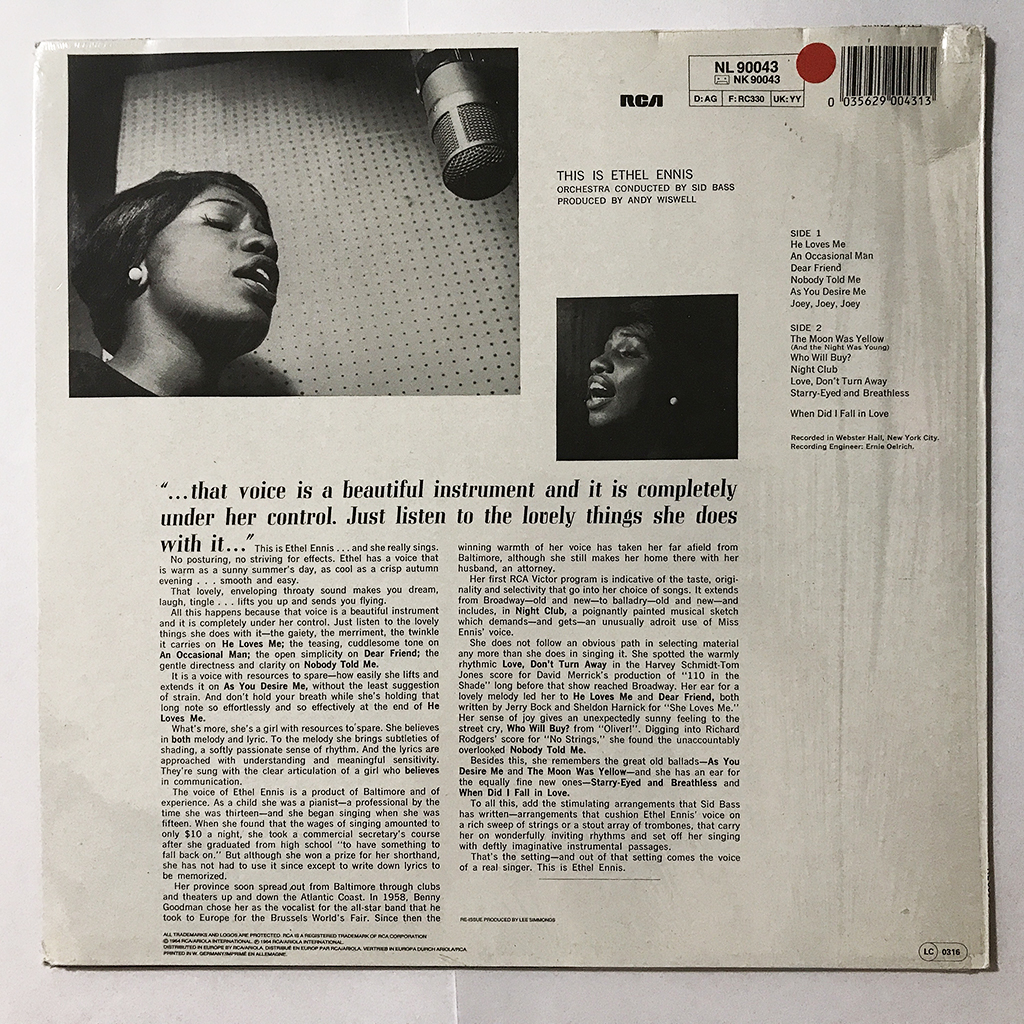 NL 90043
NK 90043
RCA
D: AG F: RC330 UK: YY
0 035629 004313
THIS IS ETHEL ENNIS
ORCHESTRA CONDUCTED BY SID BASS
PRODUCED BY ANDY WISWELL
SIDE 1
He Loves Me
An Occasional Man
Dear Friend
Nobody Told Me
As You Desire Me
Joey, Joey, Joey
SIDE 2
The Moon Was Yellow
(And the Night Was Young)
Who Will Buy?
Night Club
Love, Don't Turn Away
Starry-Eyed and Breathless
When Did I Fall in Love
Recorded in Webster Hall, New York City.
Recording Engineer: Ernie Oelrich.
"...that voice is a beautiful instrument and it is completely
under her control. Just listen to the lovely things she does
with it..." This is Ethel Ennis . . . and she really sings.
No posturing, no striving for effects. Ethel has a voice that
is warm as a sunny summer's day, as cool as a crisp autumn
evening . . . smooth and easy.
That lovely, enveloping throaty sound makes you dream,
laugh, tingle . . . lifts you up and sends you flying.
All this happens because that voice is a beautiful instrument
and it is completely under her control. Just listen to the lovely
things she does with it—the gaiety, the merriment, the twinkle
it carries on He Loves Me; the teasing, cuddlesome tone on
An Occasional Man; the open simplicity on Dear Friend; the
gentle directness and clarity on Nobody Told Me.
It is a voice with resources to spare—how easily she lifts and
extends it on As You Desire Me, without the least suggestion
of strain. And don't hold your breath while she's holding that
long note so effortlessly and so effectively at the end of He
Loves Me.
What's more, she's a girl with resources to spare. She believes
in both melody and lyric. To the melody she brings subtleties of
shading, a softly passionate sense of rhythm. And the lyrics are
approached with understanding and meaningful sensitivity.
They're sung with the clear articulation of a girl who believes
in communication.
The voice of Ethel Ennis is a product of Baltimore and of
experience. As a child she was a pianist—a professional by the
time she was thirteen—and she began singing when she was
fifteen. When she found that the wages of singing amounted to
only $10 a night, she took a commercial secretary's course
after she graduated from high school "to have something to
fall back on." But although she won a prize for her shorthand,
she has not had to use it since except to write down lyrics to
be memorized.
Her province soon spread out from Baltimore through clubs
and theaters up and down the Atlantic Coast. In 1958, Benny
Goodman chose her as the vocalist for the all-star band that he
took to Europe for the Brussels World's Fair. Since then the
winning warmth of her voice has taken her far afield from
Baltimore, although she still makes her home there with her
husband, an attorney.
Her first RCA Victor program is indicative of the taste, origi-
nality and selectivity that go into her choice of songs. It extends
from Broadway—old and new—to balladry—old and new—and
includes, in Night Club, a poignantly painted musical sketch
which demands—and gets—an unusually adroit use of Miss
Ennis' voice.
She does not follow an obvious path in selecting material
any more than she does in singing it. She spotted the warmly
rhythmic Love, Don't Turn Away in the Harvey Schmidt-Tom
Jones score for David Merrick's production of "110 in the
Shade" long before that show reached Broadway. Her ear for a
lovely melody led her to He Loves Me and Dear Friend, both
written by Jerry Bock and Sheldon Harnick for "She Loves Me."
Her sense of joy gives an unexpectedly sunny feeling to the
street cry, Who Will Buy? from "Oliver!". Digging into Richard
Rodgers' score for "No Strings," she found the unaccountably
overlooked Nobody Told Me.
Besides this, she remembers the great old ballads—As You
Desire Me and The Moon Was Yellow—and she has an ear for
the equally fine new ones—Starry-Eyed and Breathless and
When Did I Fall in Love.
To all this, add the stimulating arrangements that Sid Bass
has written—arrangements that cushion Ethel Ennis' voice on
a rich sweep of strings or a stout array of trombones, that carry
her on wonderfully inviting rhythms and set off her singing
with deftly imaginative instrumental passages.
That's the setting—and out of that setting comes the voice
of a real singer. This is Ethel Ennis.
RE-ISSUE PRODUCED BY LEE SIMMONDS
ALL TRADEMARKS AND LOGOS ARE PROTECTED. RCA IS A REGISTERED TRADEMARK OF RCA CORPORATION
© 1964 RCA/ARIOLA INTERNATIONAL. ℗ 1964 RCA/ARIOLA INTERNATIONAL.
DISTRIBUTED IN EUROPE BY RCA/ARIOLA. DISTRIBUÉ EN EUROP PAR RCA/ARIOLA. VERTRIEB IN EUROPA DURCH ARIOLA/RCA
PRINTED IN W. GERMANY/IMPRIMÉ EN ALLEMAGNE.
LC 0316